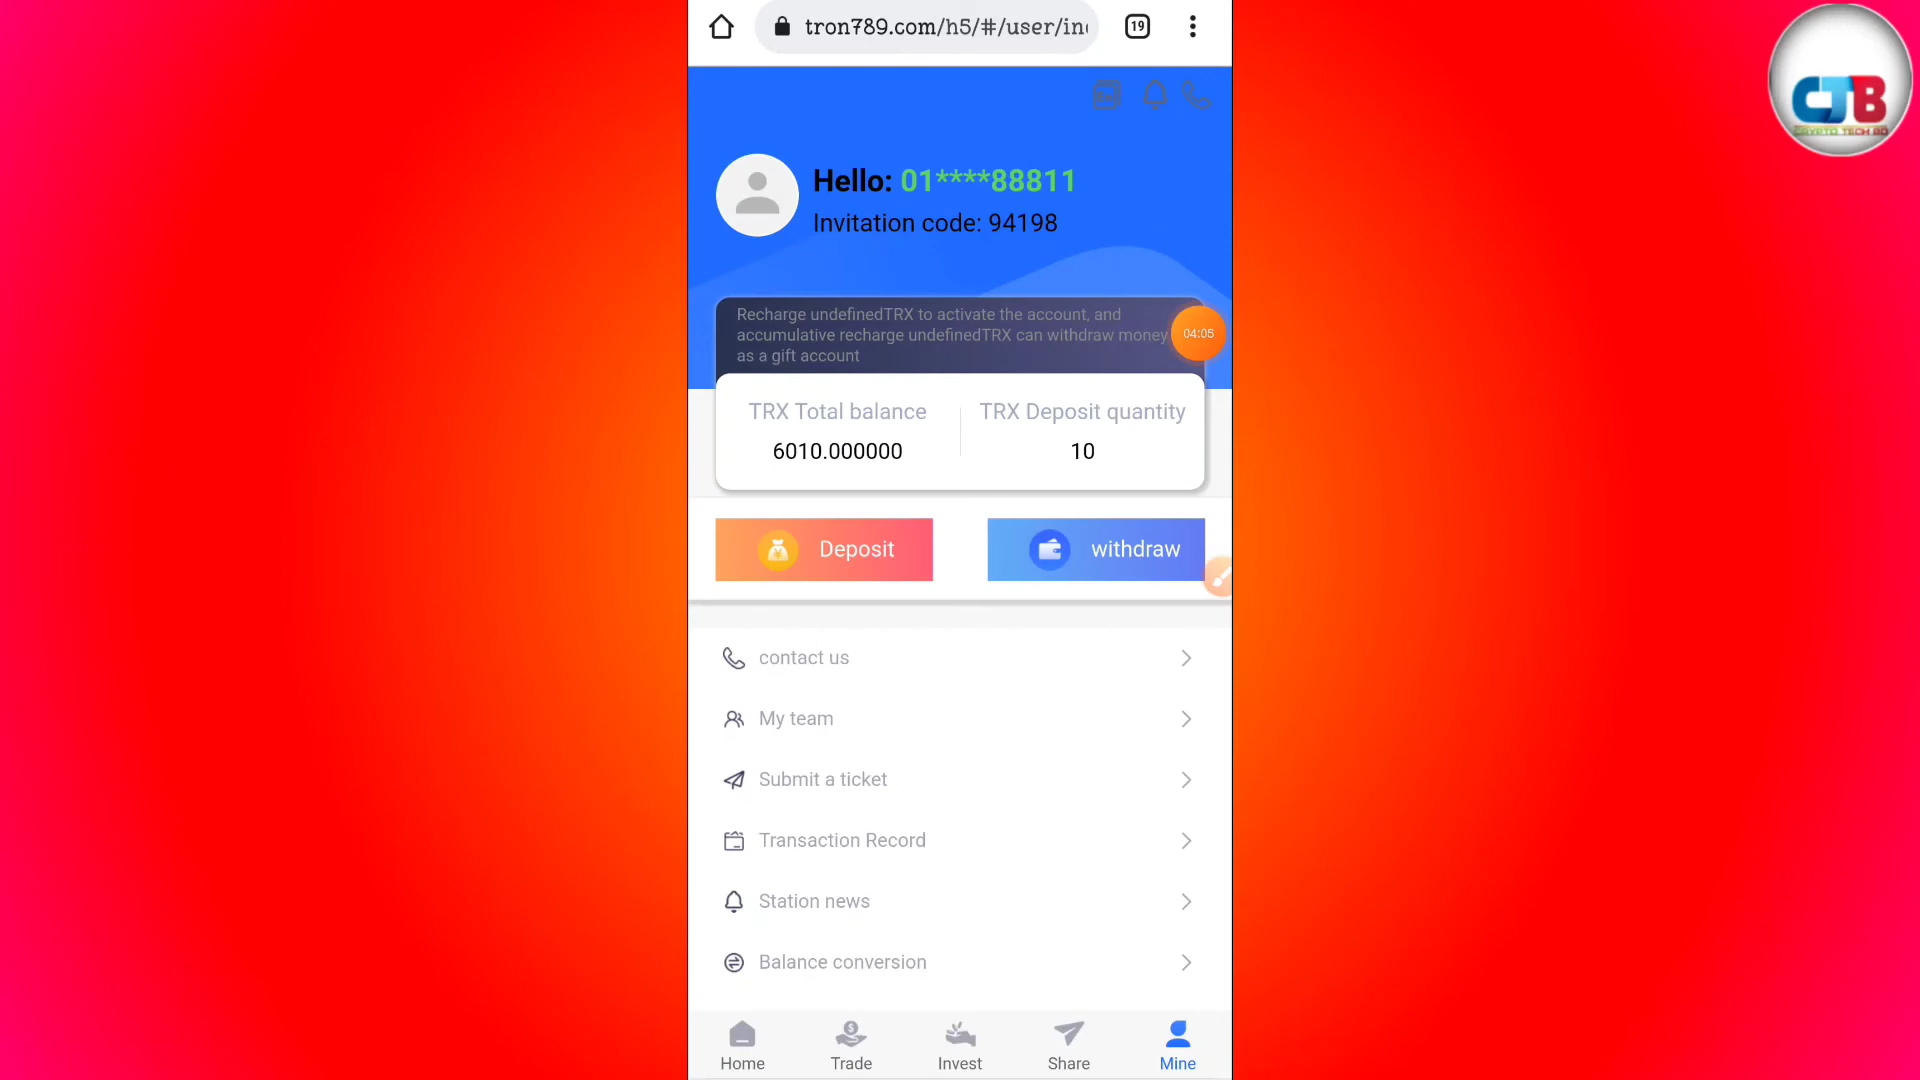 tron789.com/h5/#/user/in
19
CTB
CRYPTO TECH BD
Hello: 01****88811
Invitation code: 94198
Recharge undefinedTRX to activate the account, and
accumulative recharge undefinedTRX can withdraw money
as a gift account
04:05
TRX Total balance
TRX Deposit quantity
6010.000000
10
Deposit
withdraw
contact us
My team
Submit a ticket
Transaction Record
Station news
Balance conversion
Home
Trade
Invest
Share
Mine